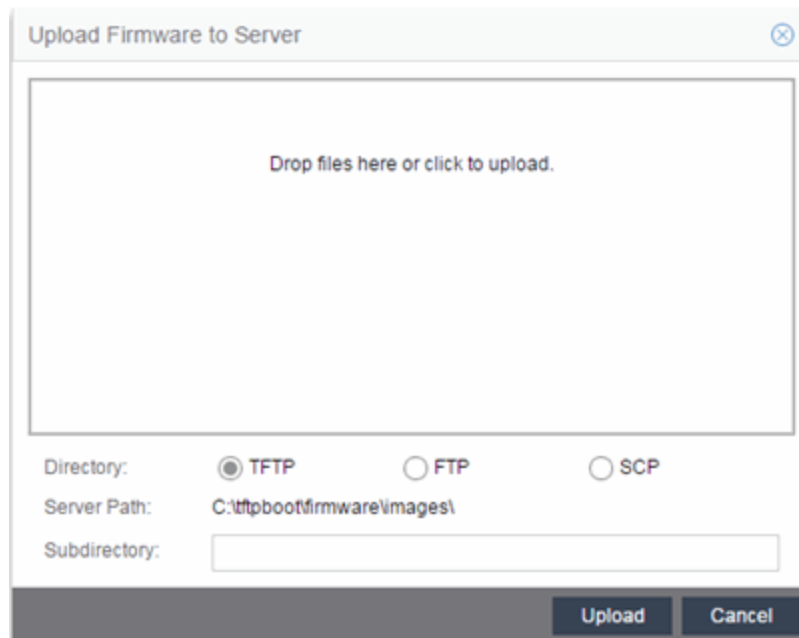 Upload Firmware to Server
Drop files here or click to upload.
Directory: TFTP FTP SCP
Server Path: C:\tftpboot\firmware\images\
Subdirectory:
Upload Cancel